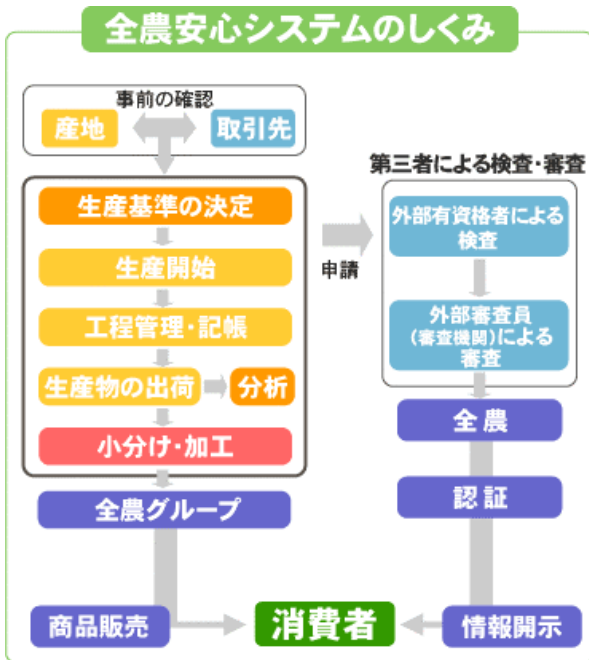 全農安心システムのしくみ
事前の確認
産地
取引先
生産基準の決定
生産開始
工程管理・記帳
生産物の出荷
分析
小分け・加工
全農グループ
商品販売
申請
第三者による検査・審査
外部有資格者による
検査
外部審査員
(審査機関)による
審査
全農
認証
情報開示
消費者